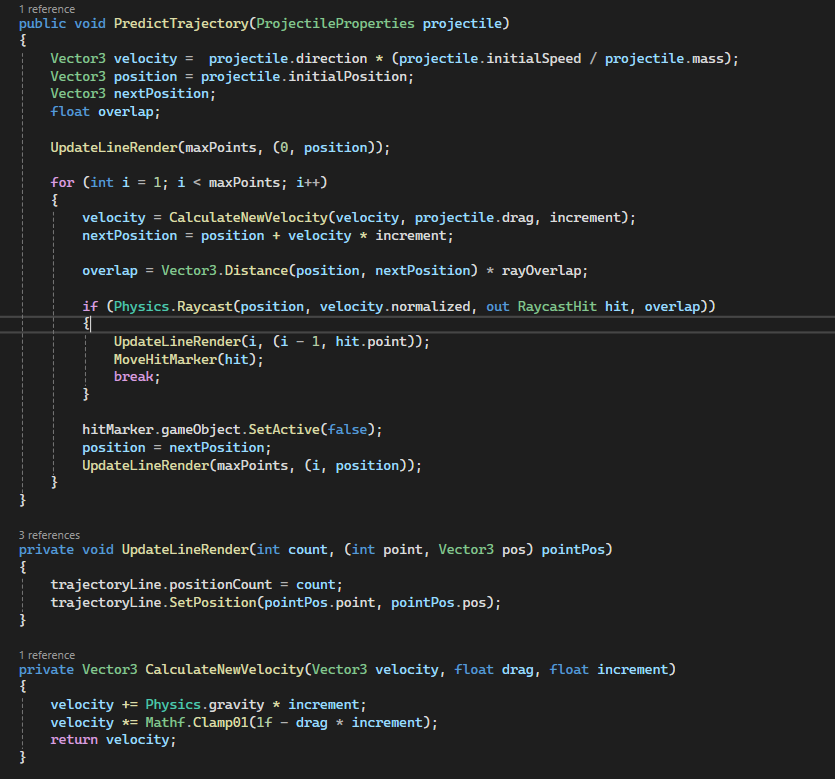 1 reference
public void PredictTrajectory(ProjectileProperties projectile)
{
    Vector3 velocity =  projectile.direction * (projectile.initialSpeed / projectile.mass);
    Vector3 position = projectile.initialPosition;
    Vector3 nextPosition;
    float overlap;

    UpdateLineRender(maxPoints, (0, position));

    for (int i = 1; i < maxPoints; i++)
    {
        velocity = CalculateNewVelocity(velocity, projectile.drag, increment);
        nextPosition = position + velocity * increment;

        overlap = Vector3.Distance(position, nextPosition) * rayOverlap;

        if (Physics.Raycast(position, velocity.normalized, out RaycastHit hit, overlap))
        {
            UpdateLineRender(i, (i - 1, hit.point));
            MoveHitMarker(hit);
            break;
        }

        hitMarker.gameObject.SetActive(false);
        position = nextPosition;
        UpdateLineRender(maxPoints, (i, position));
    }
}

3 references
private void UpdateLineRender(int count, (int point, Vector3 pos) pointPos)
{
    trajectoryLine.positionCount = count;
    trajectoryLine.SetPosition(pointPos.point, pointPos.pos);
}

1 reference
private Vector3 CalculateNewVelocity(Vector3 velocity, float drag, float increment)
{
    velocity += Physics.gravity * increment;
    velocity *= Mathf.Clamp01(1f - drag * increment);
    return velocity;
}